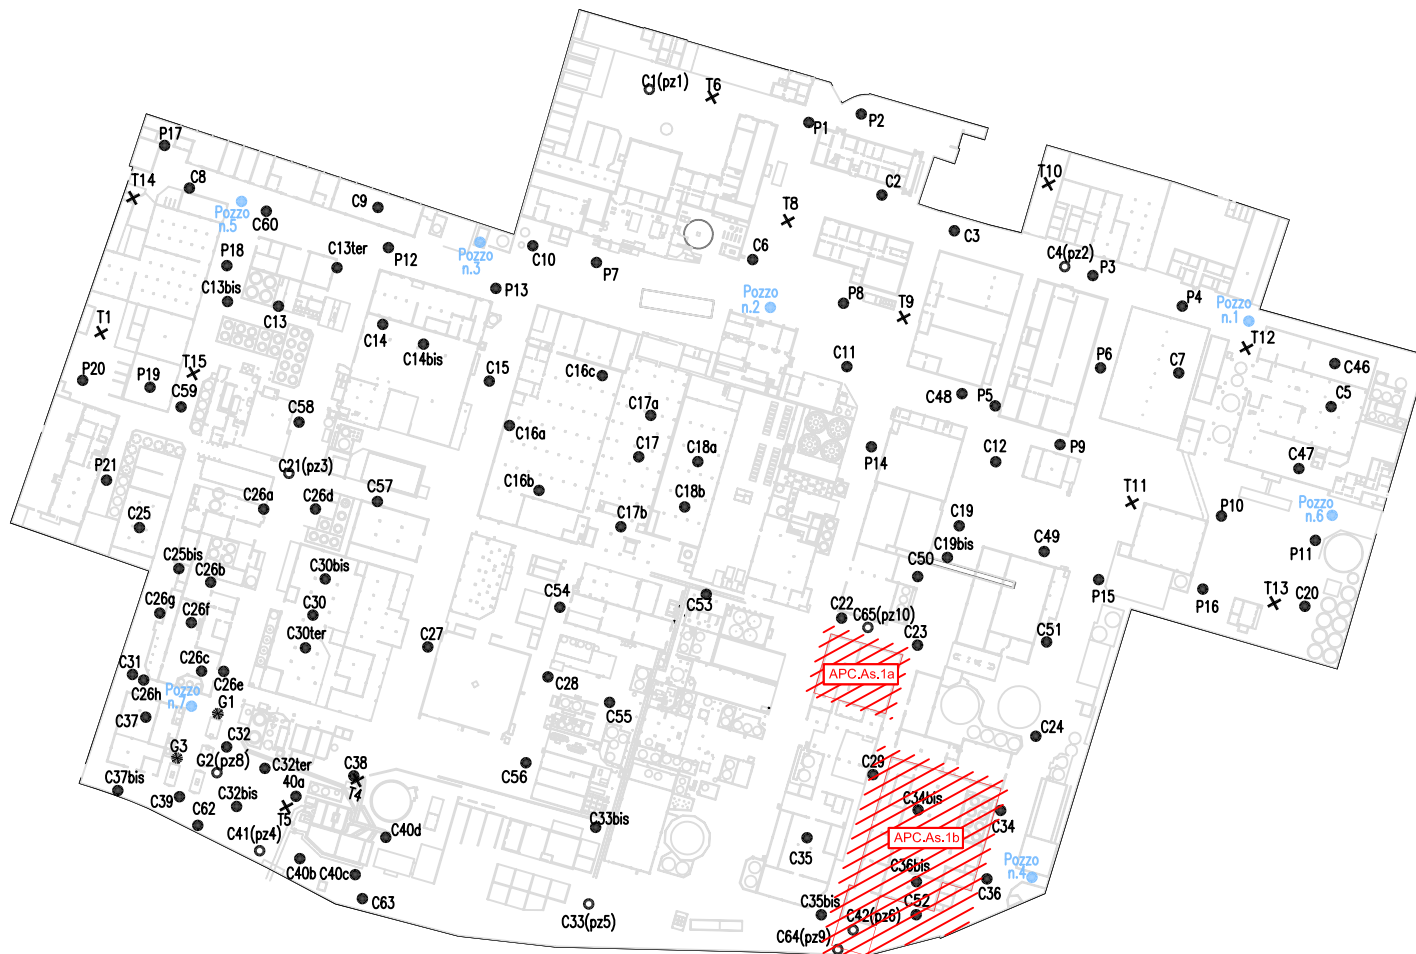 C1(pz1)
T6
P1
P2
P17
T14
C8
Pozzo
n.5
C60
C9
C2
T10
T8
C3
C6
C4(pz2)
P3
P18
C13ter
P12
Pozzo
n.3
C10
P7
P13
C13bis
C13
Pozzo
n.2
P8
T9
P4
Pozzo
n.1
T12
T1
C14
C14bis
C15
C16c
C11
P6
C7
C46
P20
P19
T15
C59
C58
C17a
C48
P5
C5
C16a
C17
C18a
P14
C12
P9
C47
P21
C21(pz3)
C26a
C26d
C57
C16b
C18b
C17b
T11
P10
Pozzo
n.6
C25
C19
C19bis
C49
P11
C25bis
C26b
C30bis
C50
P15
P16
T13
C20
C26g
C26f
C30
C54
C53
C22
C65(pz10)
C23
C51
C30ter
C27
C31
C26h
C26c
C26e
Pozzo
n.7
G1
C28
APC.As.1a
C37
C55
C24
G3
C32
G2(pz8)
C32ter
C38
T4
C56
C29
C37bis
C39
C62
C32bis
40a
T5
C34bis
C34
C41(pz4)
C40d
C33bis
C35
APC.As.1b
C40b
C40c
C36bis
C36
Pozzo
n.4
C63
C33(pz5)
C35bis
C42(pz6)
C52
C64(pz9)